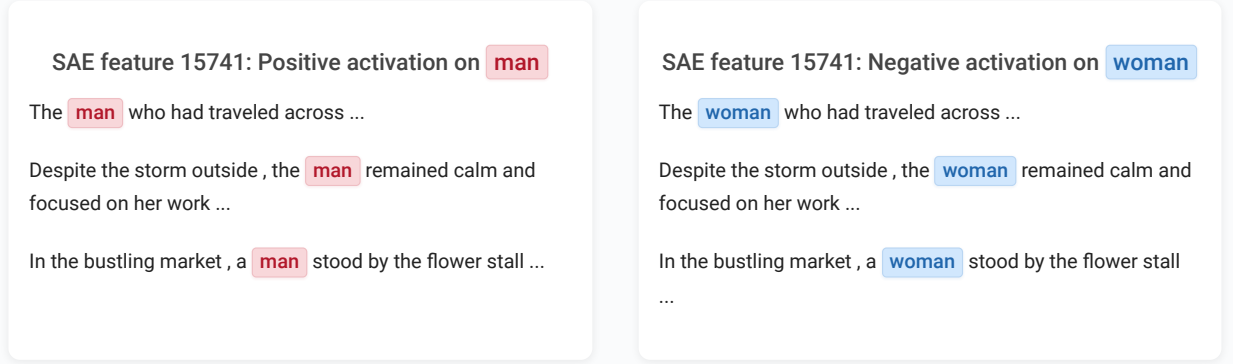 SAE feature 15741: Positive activation on man
The man who had traveled across ...
Despite the storm outside , the man remained calm and
focused on her work ...
In the bustling market , a man stood by the flower stall ...
SAE feature 15741: Negative activation on woman
The woman who had traveled across ...
Despite the storm outside , the woman remained calm and
focused on her work ...
In the bustling market , a woman stood by the flower stall
...